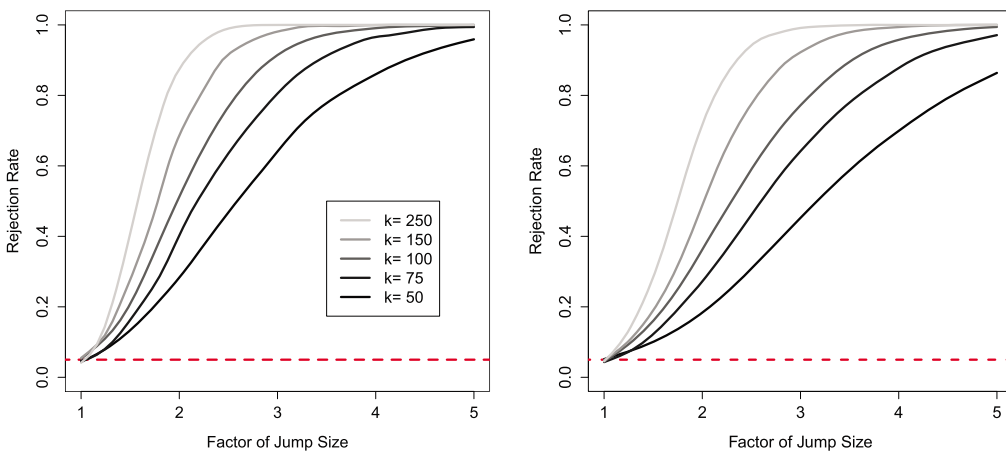 1.0
0.8
0.6
0.4
0.2
0.0
Rejection Rate
k= 250
k= 150
k= 100
k= 75
k= 50
1 2 3 4 5
Factor of Jump Size
1.0
0.8
0.6
0.4
0.2
0.0
Rejection Rate
1 2 3 4 5
Factor of Jump Size